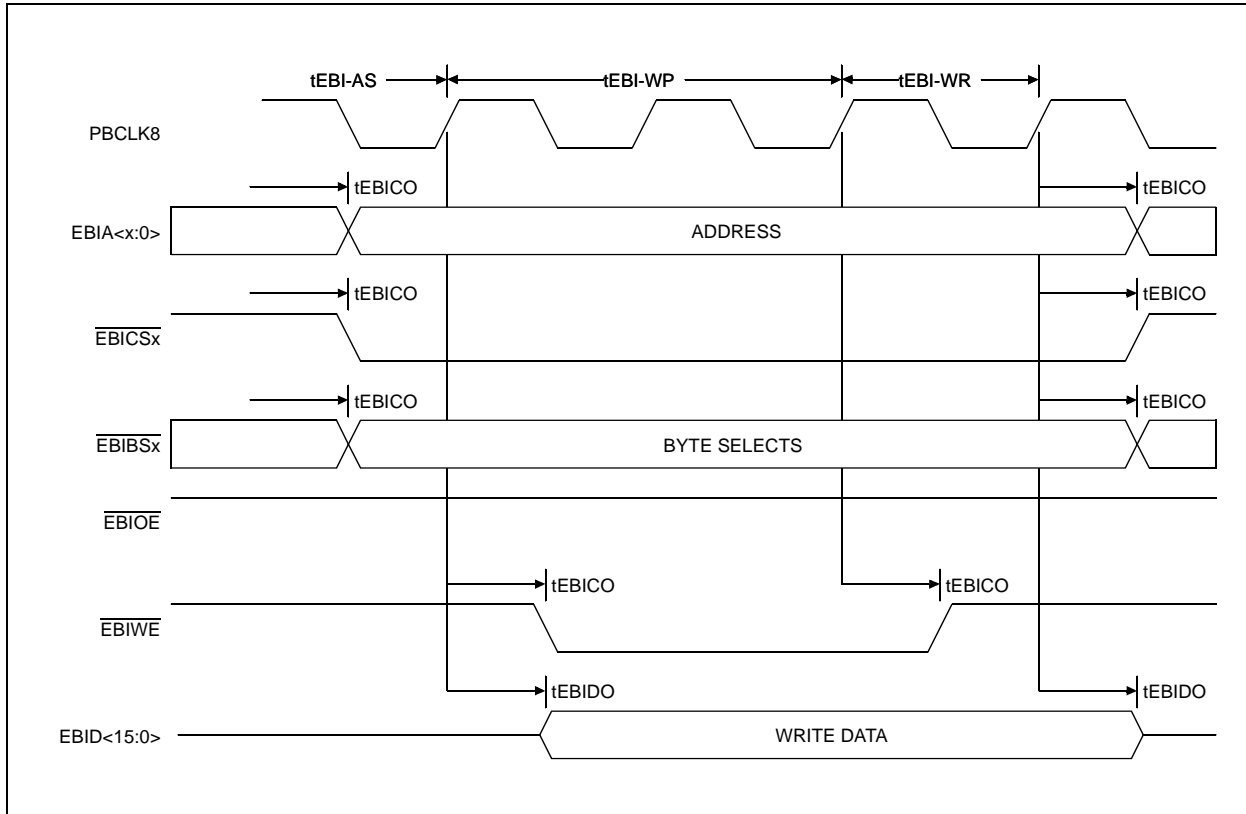 tEBI-AS tEBI-WP tEBI-WR
PBCLK8
tEBICO tEBICO
EBIA<x:0> ADDRESS
tEBICO tEBICO
EBICSx
tEBICO tEBICO
EBIBSx BYTE SELECTS
EBIOE
tEBICO tEBICO
EBIWE
tEBIDO tEBIDO
EBID<15:0> WRITE DATA